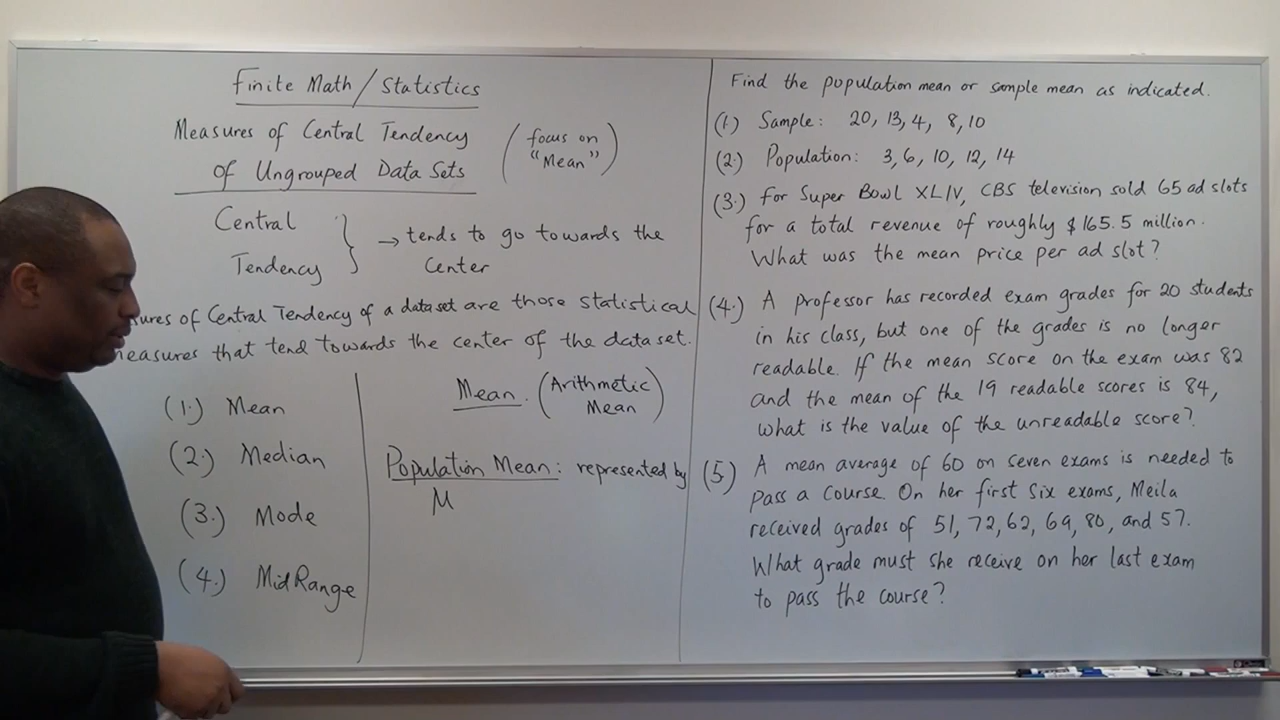 Finite Math/Statistics
Measures of Central Tendency
of Ungrouped Data Sets
(focus on
"Mean")
Central
Tendency
→ tends to go towards the
Center
ures of Central Tendency of a dataset are those statistical
measures that tend towards the center of the dataset.
(1.) Mean
(2.) Median
(3.) Mode
(4.) MidRange
Mean. (Arithmetic
Mean)
Population Mean: represented by
μ
Find the population mean or sample mean as indicated.
(1.) Sample: 20, 13, 4, 8, 10
(2.) Population: 3, 6, 10, 12, 14
(3.) For Super Bowl XLIV, CBS television sold 65 ad slots
for a total revenue of roughly $165.5 million.
What was the mean price per ad slot?
(4.) A professor has recorded exam grades for 20 students
in his class, but one of the grades is no longer
readable. If the mean score on the exam was 82
and the mean of the 19 readable scores is 84,
what is the value of the unreadable score?
(5) A mean average of 60 on seven exams is needed to
pass a course. On her first six exams, Meila
received grades of 51, 72, 62, 69, 80, and 57.
What grade must she receive on her last exam
to pass the course?